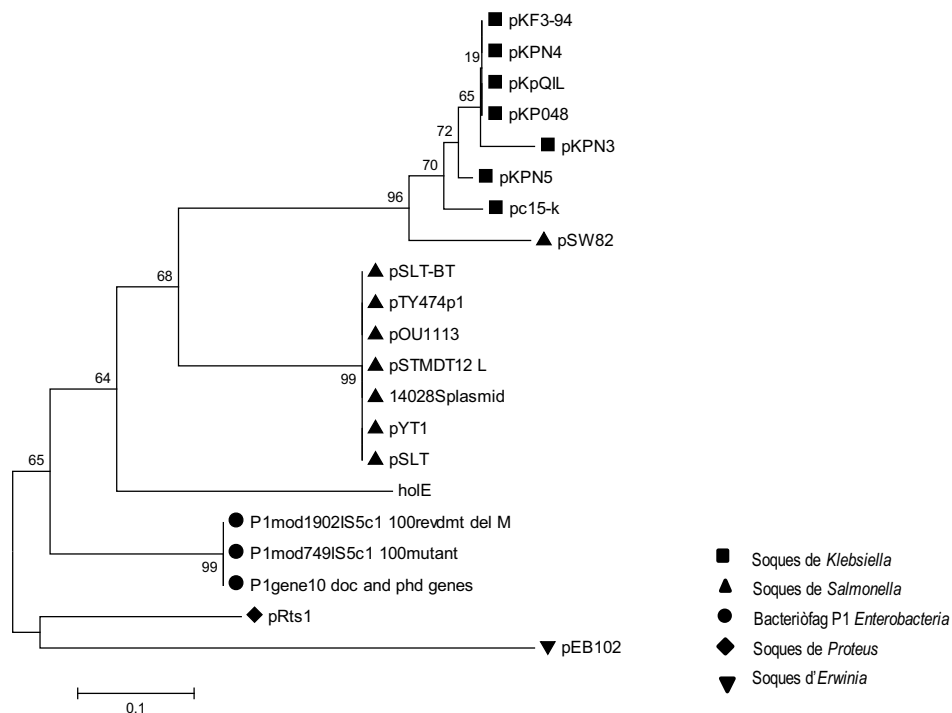 pKF3-94
19
pKPN4
pKpQIL
65
pKP048
72
pKPN3
70
pKPN5
96
pc15-k
pSW82
68
pSLT-BT
pTY474p1
pOU1113
pSTMDT12 L
99
14028Splasmid
64
pYT1
pSLT
65
holE
P1mod1902IS5c1 100revdmt del M
P1mod749IS5c1 100mutant
99
P1gene10 doc and phd genes
pRts1
pEB102
0.1
Soques de Klebsiella
Soques de Salmonella
Bacteriòfag P1 Enterobacteria
Soques de Proteus
Soques d'Erwinia